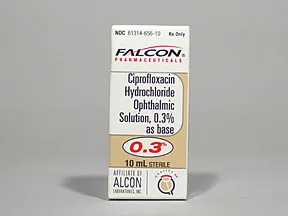 NDC 61314-656-10 Rx Only
FALCON®
PHARMACEUTICALS
Ciprofloxacin
Hydrochloride
Ophthalmic
Solution, 0.3%
as base
0.3%
10 mL STERILE
AFFILIATE OF
ALCON
LABORATORIES, INC.